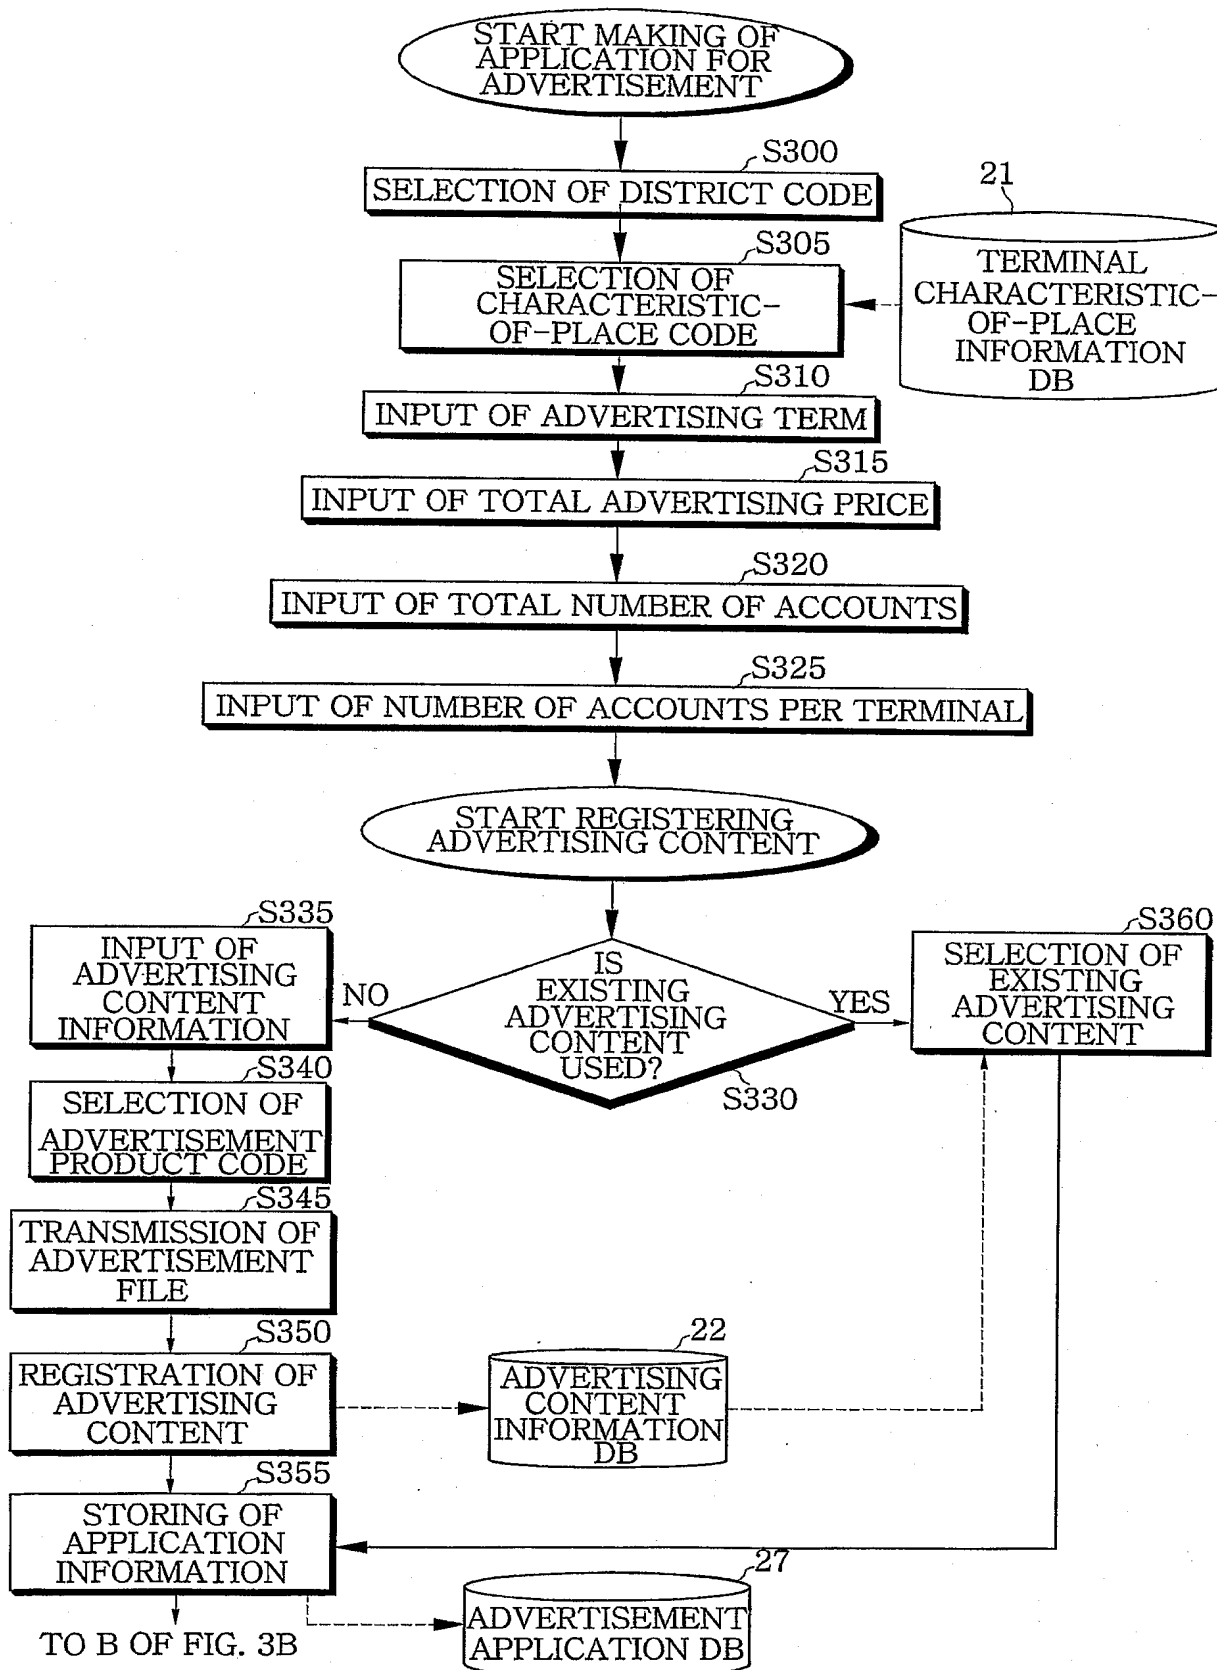 START MAKING OF
APPLICATION FOR
ADVERTISEMENT
S300
SELECTION OF DISTRICT CODE
21
TERMINAL
CHARACTERISTIC-
OF-PLACE
INFORMATION
DB
S305
SELECTION OF
CHARACTERISTIC-
OF-PLACE CODE
S310
INPUT OF ADVERTISING TERM
S315
INPUT OF TOTAL ADVERTISING PRICE
S320
INPUT OF TOTAL NUMBER OF ACCOUNTS
S325
INPUT OF NUMBER OF ACCOUNTS PER TERMINAL
START REGISTERING
ADVERTISING CONTENT
IS
EXISTING
ADVERTISING
CONTENT
USED?
S330
NO
YES
S335
INPUT OF
ADVERTISING
CONTENT
INFORMATION
S360
SELECTION OF
EXISTING
ADVERTISING
CONTENT
S340
SELECTION OF
ADVERTISEMENT
PRODUCT CODE
S345
TRANSMISSION OF
ADVERTISEMENT
FILE
S350
REGISTRATION OF
ADVERTISING
CONTENT
22
ADVERTISING
CONTENT
INFORMATION
DB
S355
STORING OF
APPLICATION
INFORMATION
27
ADVERTISEMENT
APPLICATION DB
TO B OF FIG. 3B